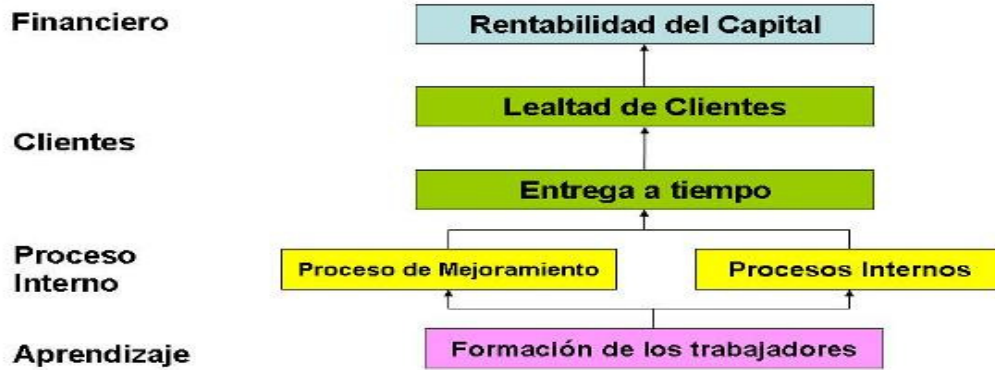 Financiero
Rentabilidad del Capital
Lealtad de Clientes
Clientes
Entrega a tiempo
Proceso
Interno
Proceso de Mejoramiento
Procesos Internos
Aprendizaje
Formación de los trabajadores